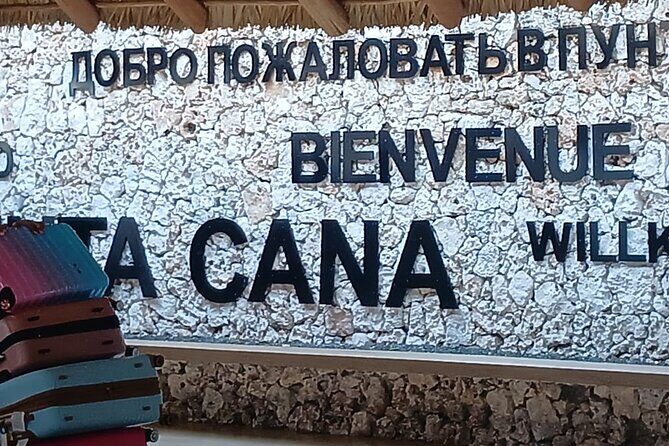 ДОБРО ПОЖАЛОВАТЬ В ПУН
BIENVENUE
O
TA CANA WILLK